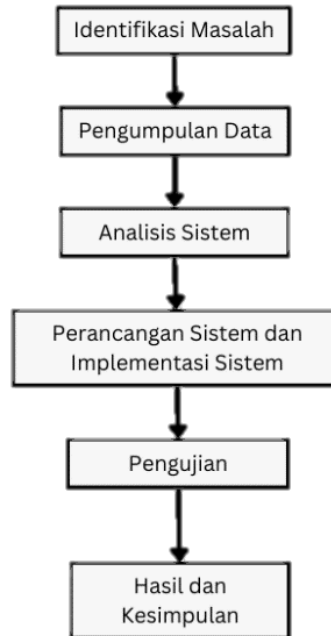 Identifikasi Masalah
Pengumpulan Data
Analisis Sistem
Perancangan Sistem dan
Implementasi Sistem
Pengujian
Hasil dan
Kesimpulan